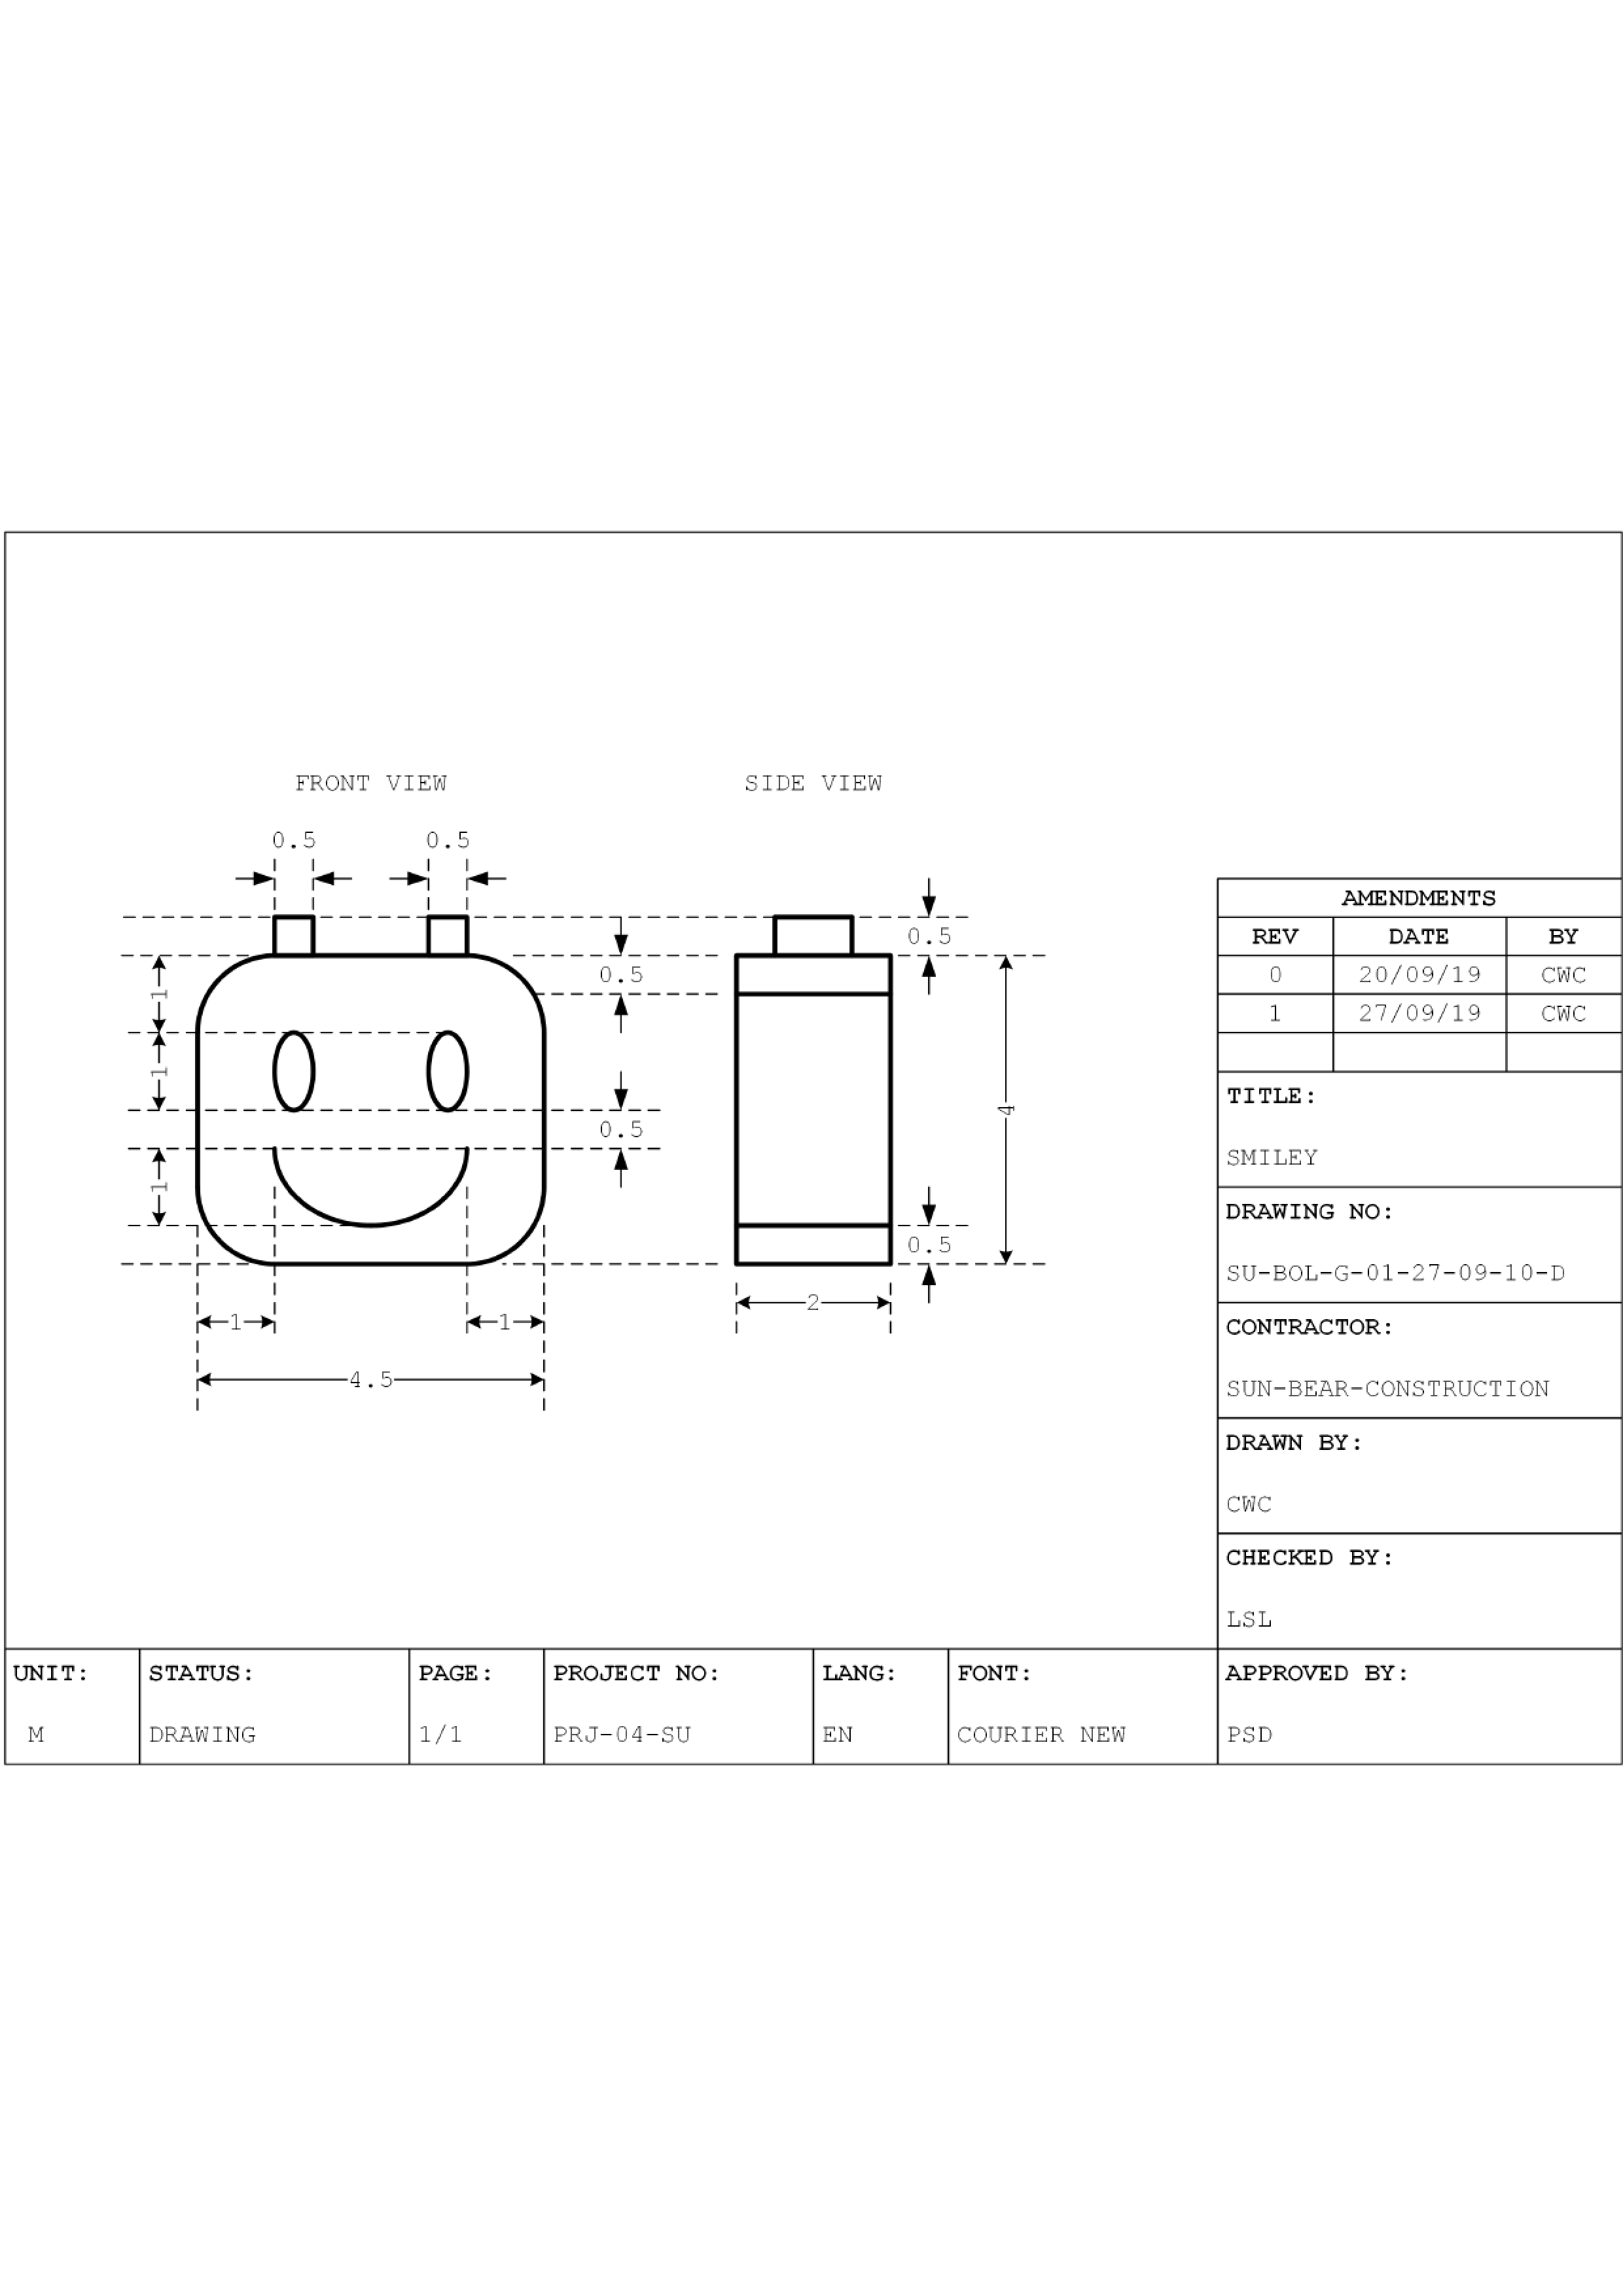 FRONT VIEW SIDE VIEW
0.5 0.5
0.5
0.5
1
1
0.5
1
4
0.5
1 1
2
4.5
AMENDMENTS
REV DATE BY
0 20/09/19 CWC
1 27/09/19 CWC
TITLE:
SMILEY
DRAWING NO:
SU-BOL-G-01-27-09-10-D
CONTRACTOR:
SUN-BEAR-CONSTRUCTION
DRAWN BY:
CWC
CHECKED BY:
LSL
UNIT: STATUS: PAGE: PROJECT NO: LANG: FONT: APPROVED BY:
M DRAWING 1/1 PRJ-04-SU EN COURIER NEW PSD